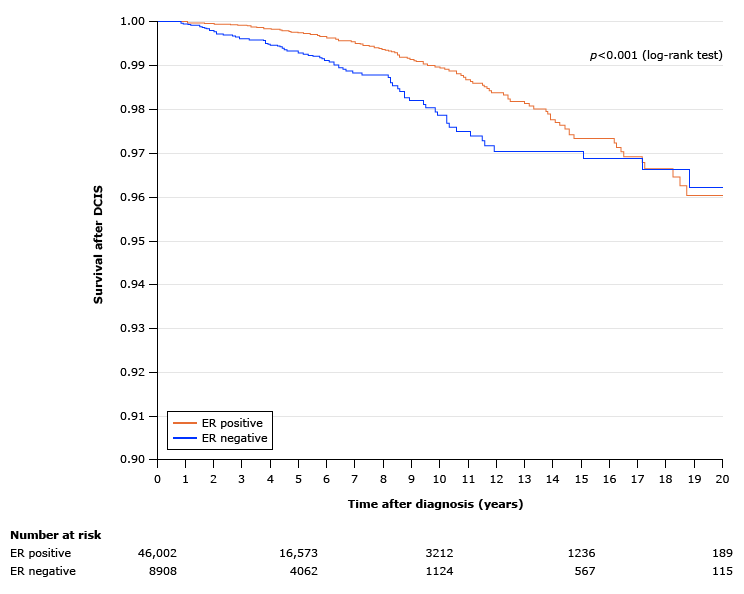 1.00
0.99
0.98
0.97
0.96
0.95
0.94
0.93
0.92
0.91
0.90
Survival after DCIS
p<0.001 (log-rank test)
ER positive
ER negative
0 1 2 3 4 5 6 7 8 9 10 11 12 13 14 15 16 17 18 19 20
Time after diagnosis (years)
Number at risk
ER positive 46,002 16,573 3212 1236 189
ER negative 8908 4062 1124 567 115